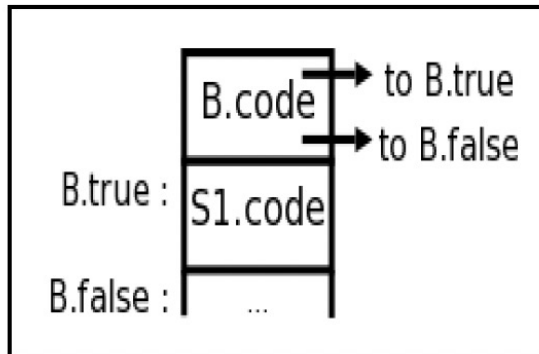 to B.true
B.code
to B.false
B.true :
S1.code
B.false :
...